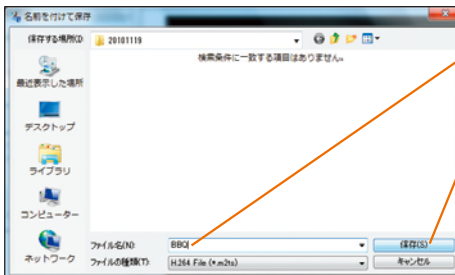 名前を付けて保存
保存する場所(I):
20101119
検索条件に一致する項目はありません。
最近表示した場所
デスクトップ
ライブラリ
コンピューター
ネットワーク
ファイル名(N):
BBQ
保存(S)
ファイルの種類(T):
H.264 File (*.m2ts)
キャンセル